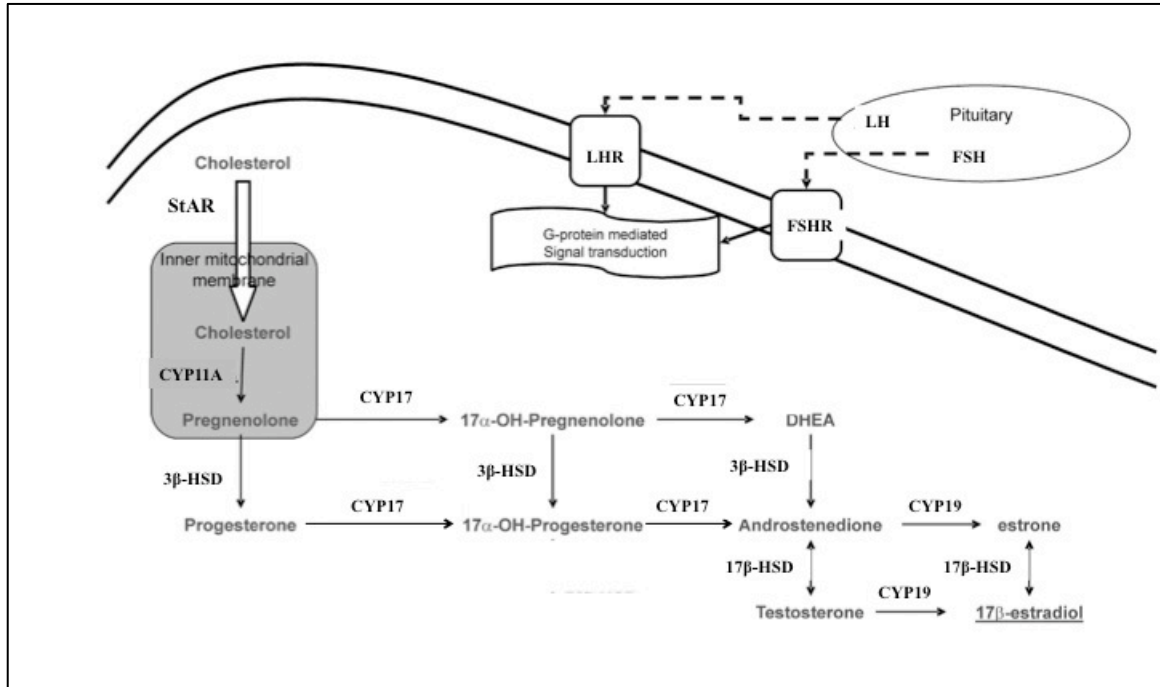 LH
Pituitary
FSH
LHR
FSHR
G-protein mediated
Signal transduction
Cholesterol
StAR
Inner mitochondrial
membrane
Cholesterol
CYP11A
Pregnenolone
CYP17
17α-OH-Pregnenolone
CYP17
DHEA
3β-HSD
3β-HSD
3β-HSD
Progesterone
CYP17
17α-OH-Progesterone
CYP17
Androstenedione
CYP19
estrone
17β-HSD
17β-HSD
Testosterone
CYP19
17β-estradiol